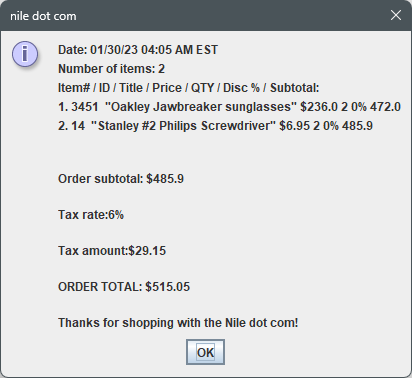 nile dot com
Date: 01/30/23 04:05 AM EST
Number of items: 2
Item# / ID / Title / Price / QTY / Disc % / Subtotal:
1. 3451 "Oakley Jawbreaker sunglasses" $236.0 2 0% 472.0
2. 14 "Stanley #2 Philips Screwdriver" $6.95 2 0% 485.9
Order subtotal: $485.9
Tax rate:6%
Tax amount:$29.15
ORDER TOTAL: $515.05
Thanks for shopping with the Nile dot com!
OK